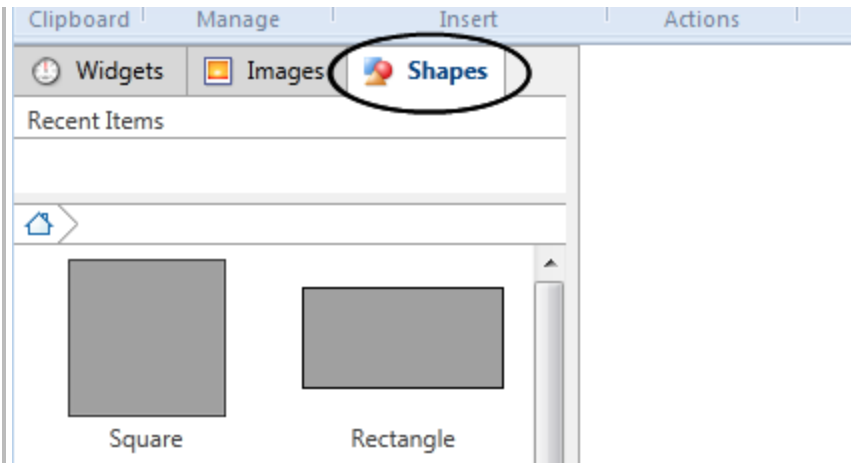 Clipboard Manage Insert Actions
Widgets Images Shapes
Recent Items
Square Rectangle